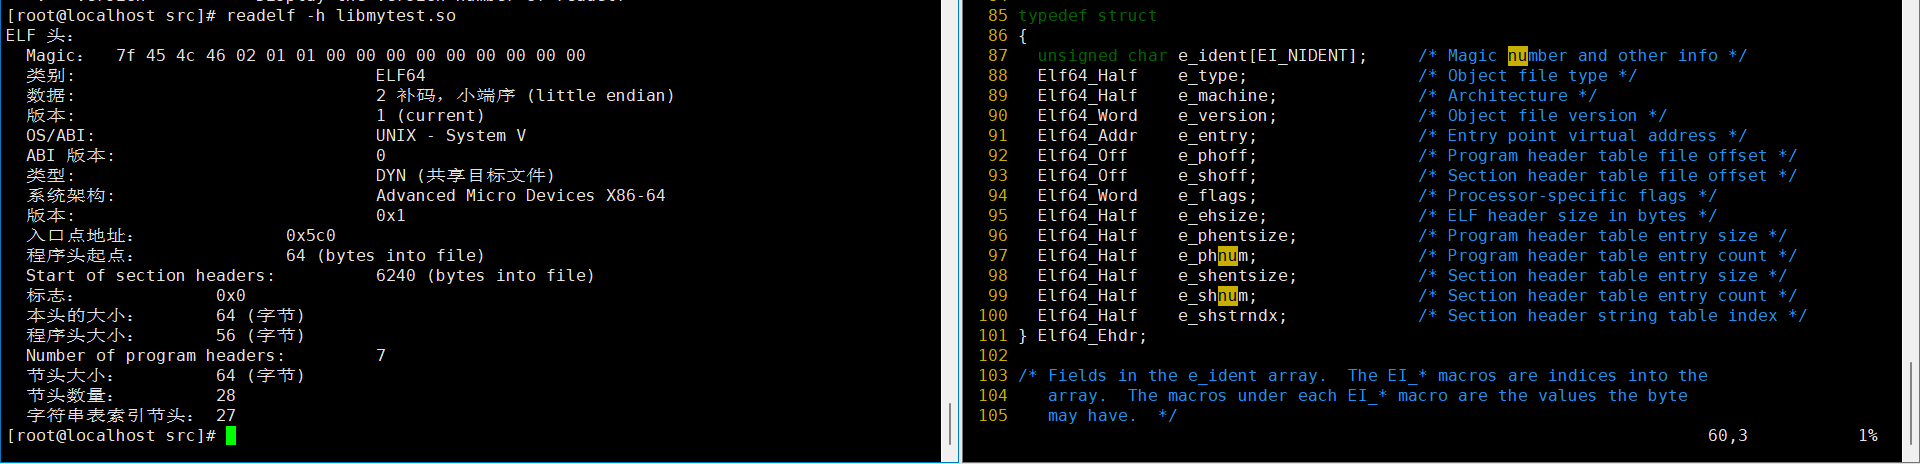 [root@localhost src]# readelf -h libmytest.so
ELF 头：
Magic： 7f 45 4c 46 02 01 01 00 00 00 00 00 00 00 00 00
类别: ELF64
数据: 2 补码，小端序 (little endian)
版本: 1 (current)
OS/ABI: UNIX - System V
ABI 版本: 0
类型: DYN (共享目标文件)
系统架构: Advanced Micro Devices X86-64
版本: 0x1
入口点地址： 0x5c0
程序头起点： 64 (bytes into file)
Start of section headers: 6240 (bytes into file)
标志： 0x0
本头的大小： 64 (字节)
程序头大小： 56 (字节)
Number of program headers: 7
节头大小： 64 (字节)
节头数量： 28
字符串表索引节头： 27
[root@localhost src]#
85 typedef struct
86 {
87 unsigned char e_ident[EI_NIDENT]; /* Magic number and other info */
88 Elf64_Half e_type; /* Object file type */
89 Elf64_Half e_machine; /* Architecture */
90 Elf64_Word e_version; /* Object file version */
91 Elf64_Addr e_entry; /* Entry point virtual address */
92 Elf64_Off e_phoff; /* Program header table file offset */
93 Elf64_Off e_shoff; /* Section header table file offset */
94 Elf64_Word e_flags; /* Processor-specific flags */
95 Elf64_Half e_ehsize; /* ELF header size in bytes */
96 Elf64_Half e_phentsize; /* Program header table entry size */
97 Elf64_Half e_phnum; /* Program header table entry count */
98 Elf64_Half e_shentsize; /* Section header table entry size */
99 Elf64_Half e_shnum; /* Section header table entry count */
100 Elf64_Half e_shstrndx; /* Section header string table index */
101 } Elf64_Ehdr;
102
103 /* Fields in the e_ident array. The EI_* macros are indices into the
104 array. The macros under each EI_* macro are the values the byte
105 may have. */
60,3 1%